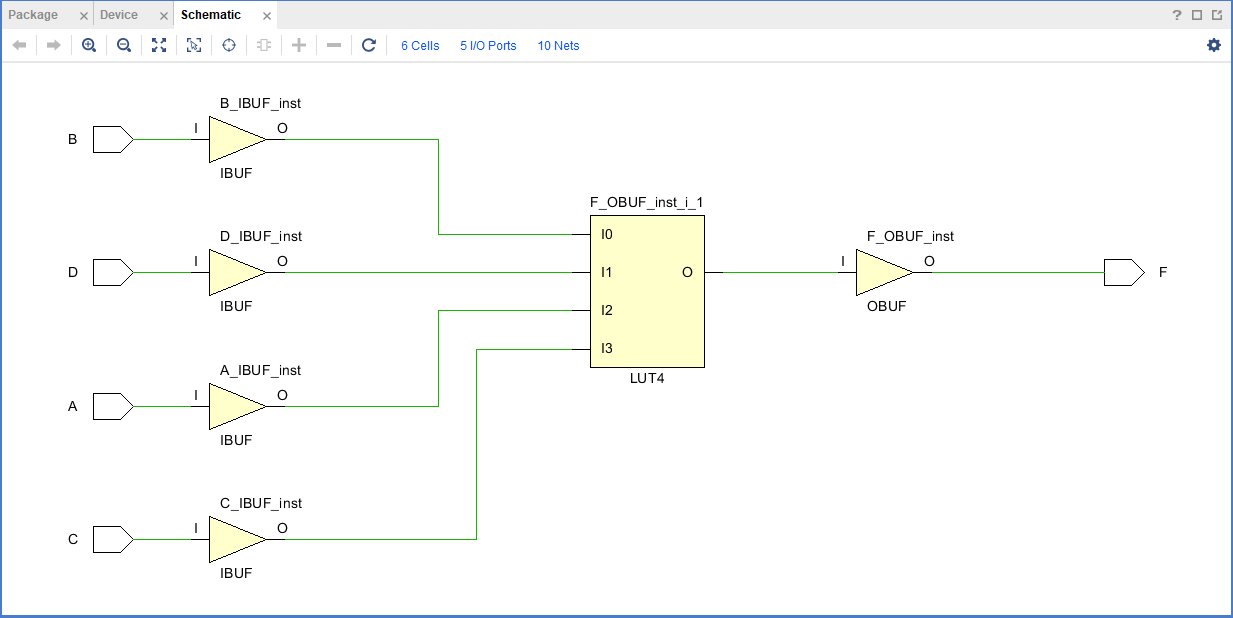 Package Device Schematic
6 Cells 5 I/O Ports 10 Nets
B_IBUF_inst
B I O
IBUF
F_OBUF_inst_i_1
I0
I1
I2
I3
O
LUT4
D_IBUF_inst
D I O
IBUF
F_OBUF_inst
I O F
OBUF
A_IBUF_inst
A I O
IBUF
C_IBUF_inst
C I O
IBUF